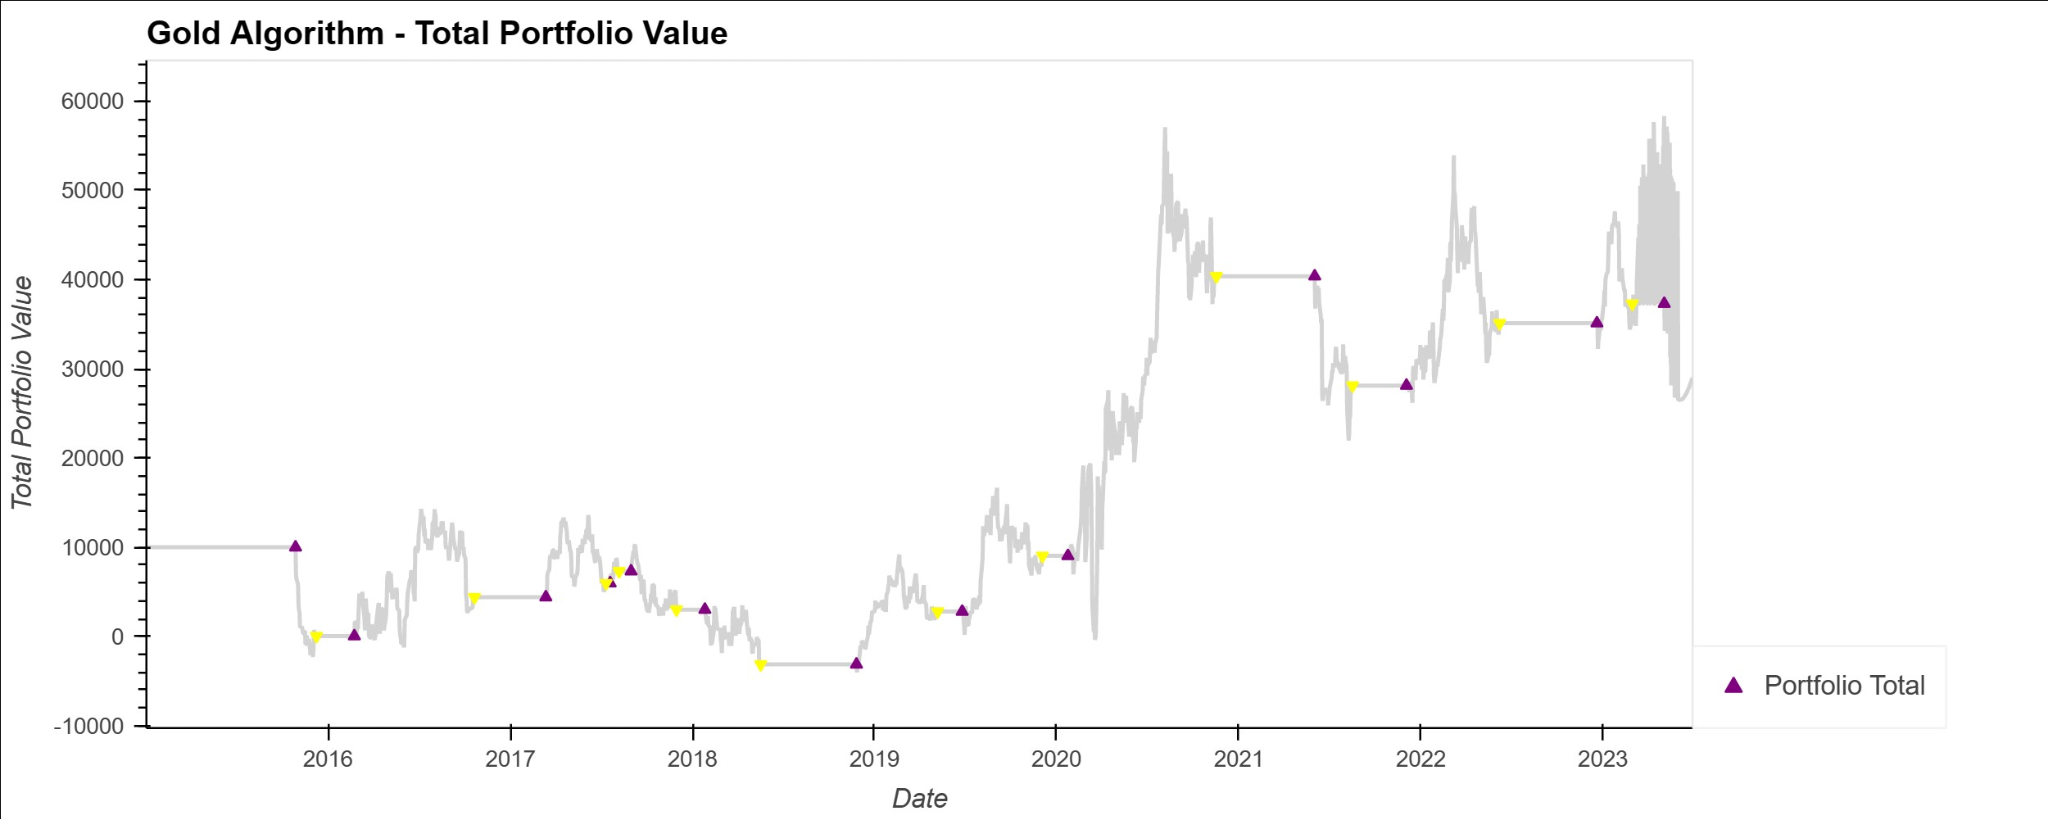 Gold Algorithm - Total Portfolio Value
60000
50000
40000
30000
20000
10000
0
-10000
Total Portfolio Value
2016 2017 2018 2019 2020 2021 2022 2023
Date
Portfolio Total